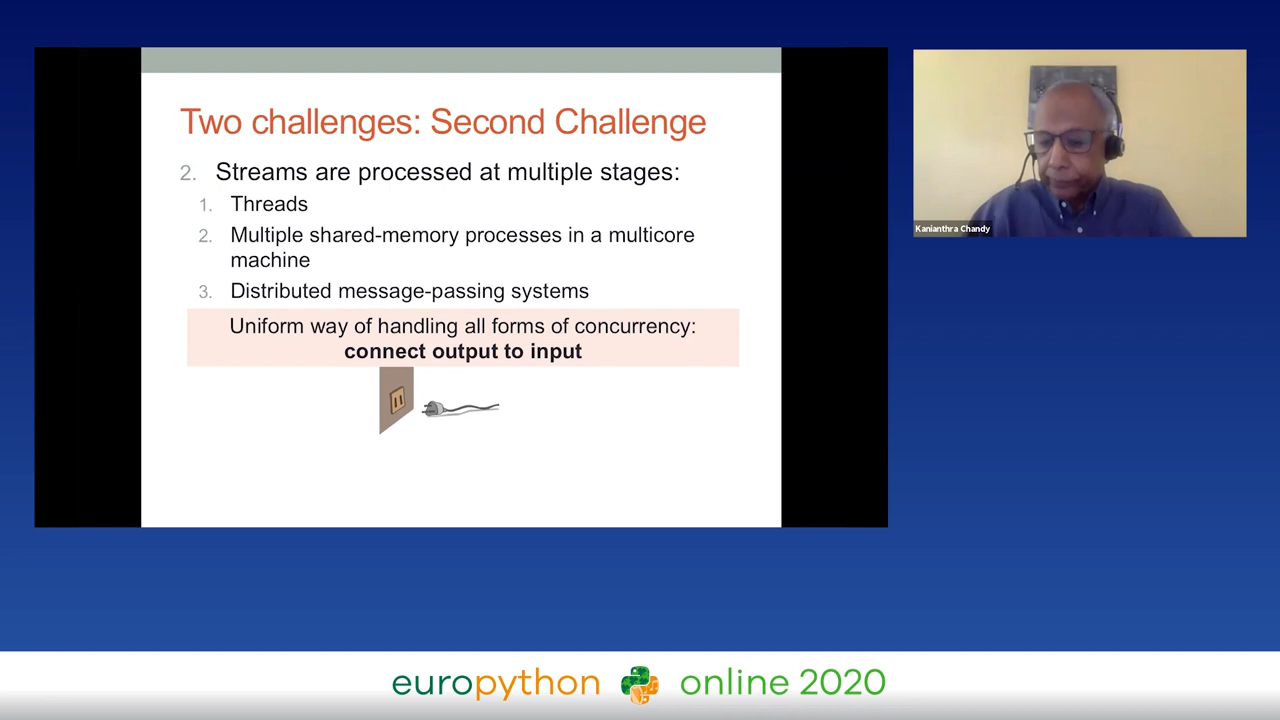 Two challenges: Second Challenge
2. Streams are processed at multiple stages:
1. Threads
2. Multiple shared-memory processes in a multicore
machine
3. Distributed message-passing systems
Uniform way of handling all forms of concurrency:
connect output to input
Kanianthra Chandy
europython online 2020